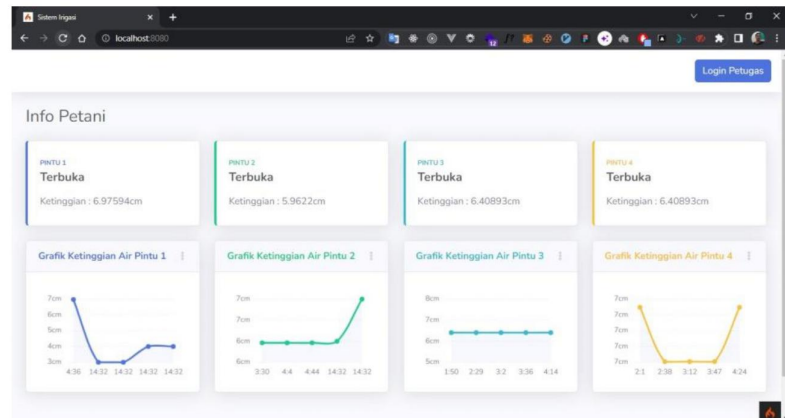 Sistem Irigasi
localhost:8080
12
Login Petugas
Info Petani
PINTU 1
Terbuka
Ketinggian : 6.97594cm
PINTU 2
Terbuka
Ketinggian : 5.9622cm
PINTU 3
Terbuka
Ketinggian : 6.40893cm
PINTU 4
Terbuka
Ketinggian : 6.40893cm
Grafik Ketinggian Air Pintu 1
7cm
6cm
5cm
4cm
3cm
4:36 14:32 14:32 14:32 14:32
Grafik Ketinggian Air Pintu 2
7cm
7cm
6cm
6cm
3:30 4:4 4:44 14:32 14:32
Grafik Ketinggian Air Pintu 3
8cm
7cm
6cm
5cm
1:50 2:29 3:2 3:36 4:14
Grafik Ketinggian Air Pintu 4
7cm
7cm
7cm
7cm
7cm
2:1 2:38 3:12 3:47 4:24